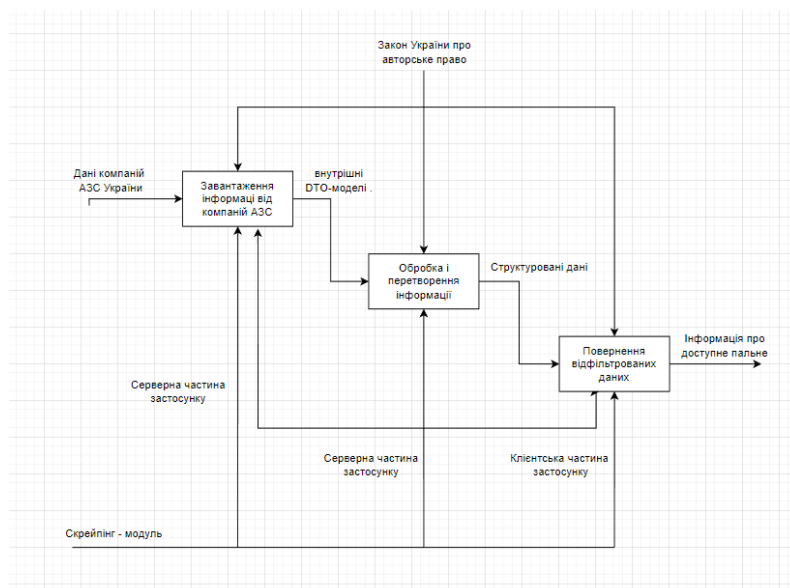 Закон України про
авторське право
Дані компаній
АЗС України
Завантаження
інформаці від
компаній АЗС
внутрішні
DTO-моделі .
Обробка і
перетворення
інформації
Структуровані дані
Повернення
відфільтрованих
даних
Інформація про
доступне пальне
Серверна частина
застосунку
Серверна частина
застосунку
Клієнтська частина
застосунку
Скрейпінг - модуль